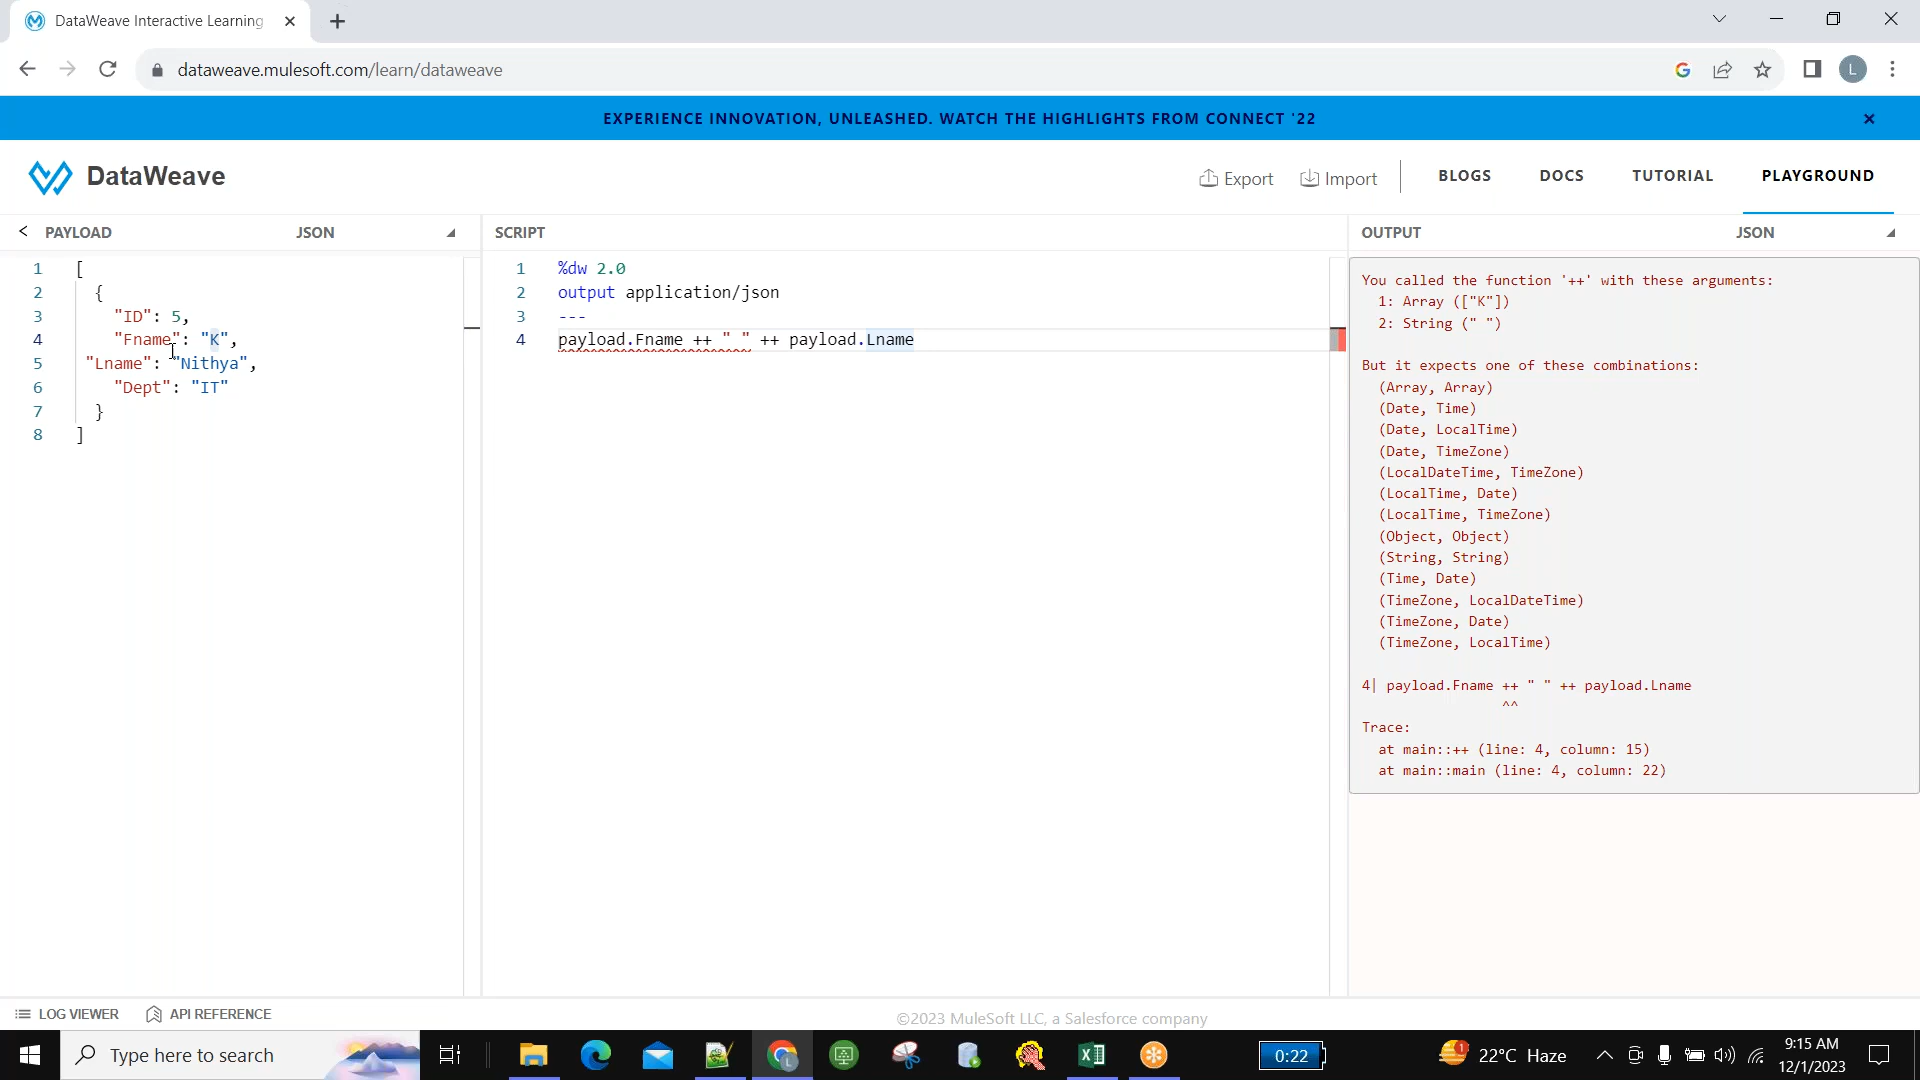 DataWeave Interactive Learning
dataweave.mulesoft.com/learn/dataweave
L
EXPERIENCE INNOVATION, UNLEASHED. WATCH THE HIGHLIGHTS FROM CONNECT '22
DataWeave
Export
Import
BLOGS
DOCS
TUTORIAL
PLAYGROUND
PAYLOAD
JSON
1 [
2 {
3 "ID": 5,
4 "Fname": "K",
5 "Lname": "Nithya",
6 "Dept": "IT"
7 }
8 ]
SCRIPT
1 %dw 2.0
2 output application/json
3 ---
4 payload.Fname ++ " " ++ payload.Lname
OUTPUT
JSON
You called the function '++' with these arguments:
1: Array (["K"])
2: String (" ")
But it expects one of these combinations:
(Array, Array)
(Date, Time)
(Date, LocalTime)
(Date, TimeZone)
(LocalDateTime, TimeZone)
(LocalTime, Date)
(LocalTime, TimeZone)
(Object, Object)
(String, String)
(Time, Date)
(TimeZone, LocalDateTime)
(TimeZone, Date)
(TimeZone, LocalTime)
4| payload.Fname ++ " " ++ payload.Lname
^^
Trace:
at main::++ (line: 4, column: 15)
at main::main (line: 4, column: 22)
LOG VIEWER
API REFERENCE
©2023 MuleSoft LLC, a Salesforce company
Type here to search
0:22
1
22°C Haze
9:15 AM
12/1/2023